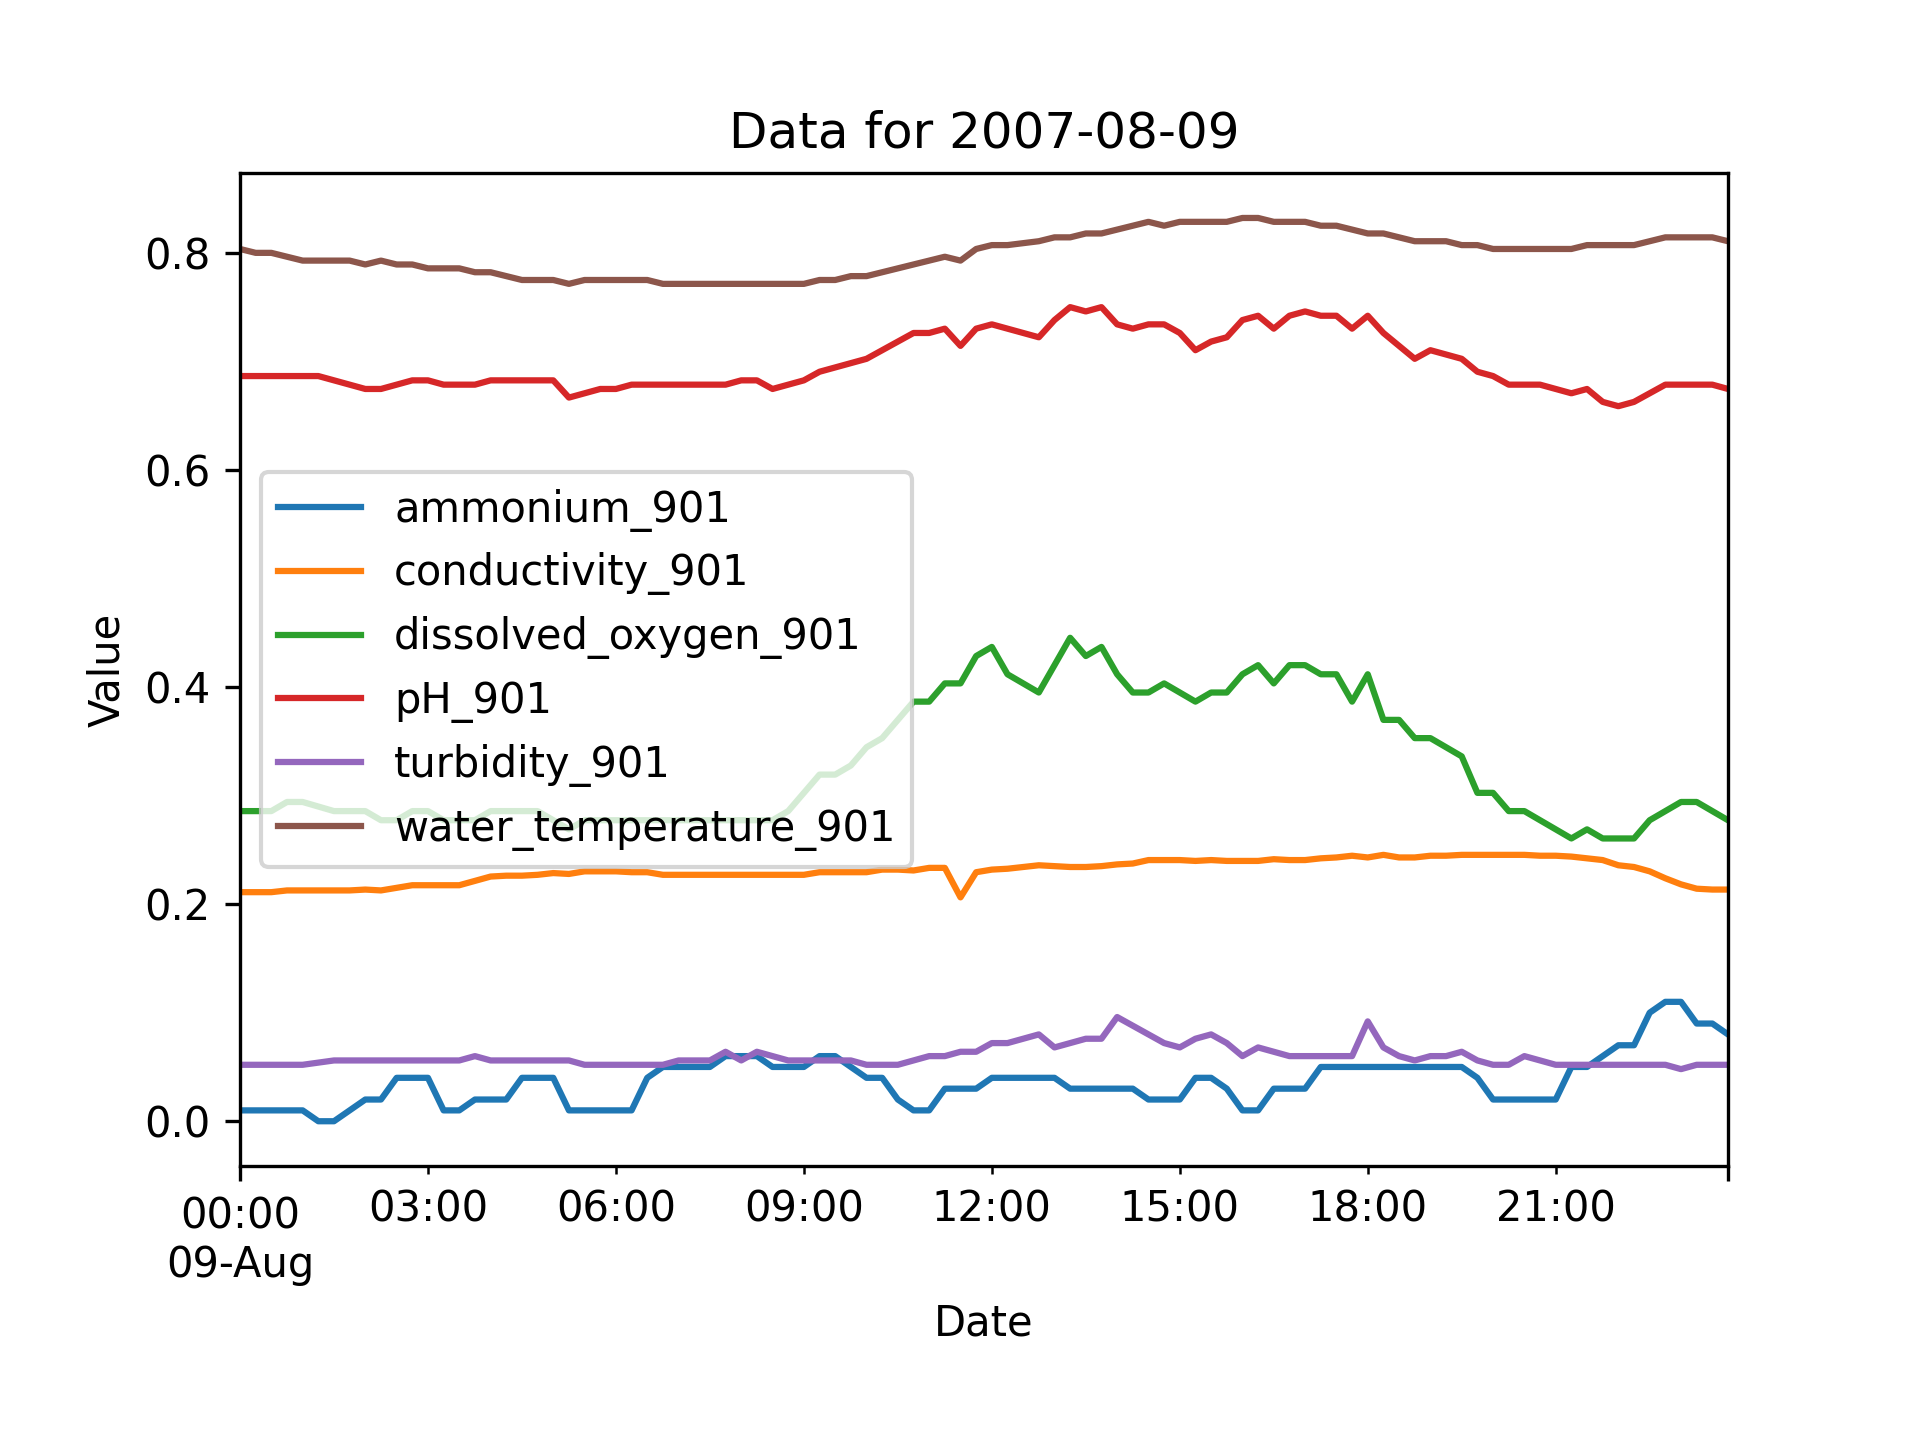 Data for 2007-08-09
Value
0.8
0.6
0.4
0.2
0.0
ammonium_901
conductivity_901
dissolved_oxygen_901
pH_901
turbidity_901
water_temperature_901
00:00 03:00 06:00 09:00 12:00 15:00 18:00 21:00
09-Aug
Date